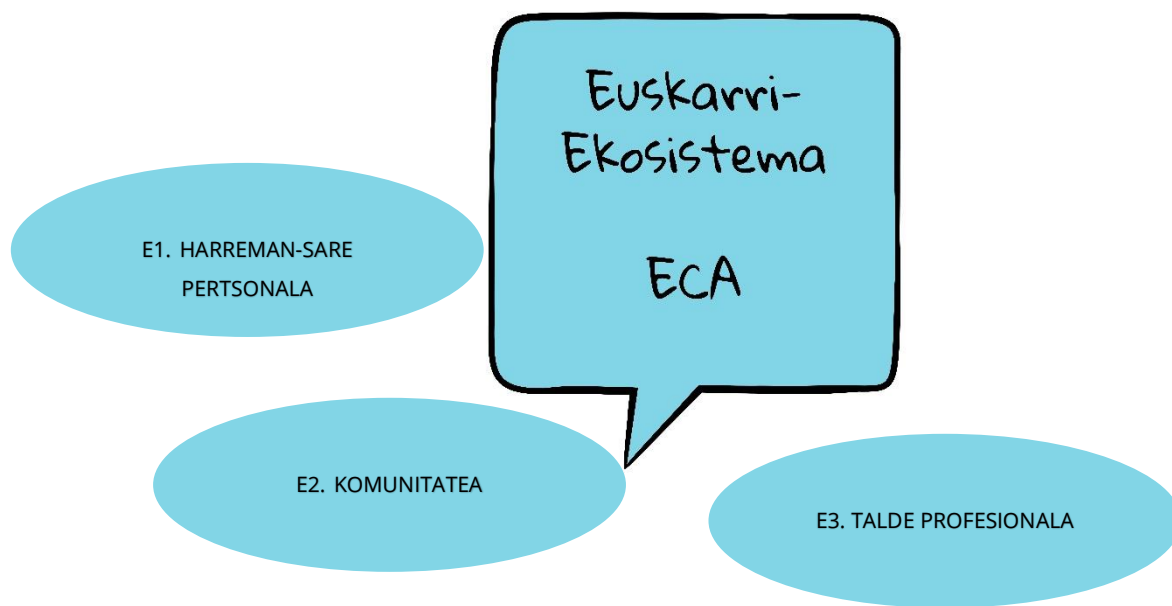 Euskarri-
Ekosistema
ECA
E1. HARREMAN-SARE
PERTSONALA
E2. KOMUNITATEA
E3. TALDE PROFESIONALA